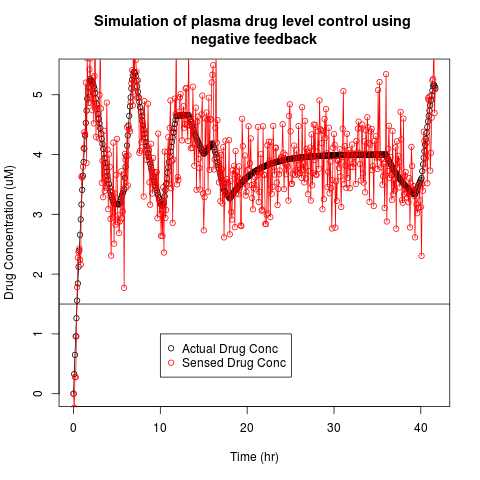 Simulation of plasma drug level control using
negative feedback
Drug Concentration (uM)
5
4
3
2
1
0
Actual Drug Conc
Sensed Drug Conc
0 10 20 30 40
Time (hr)